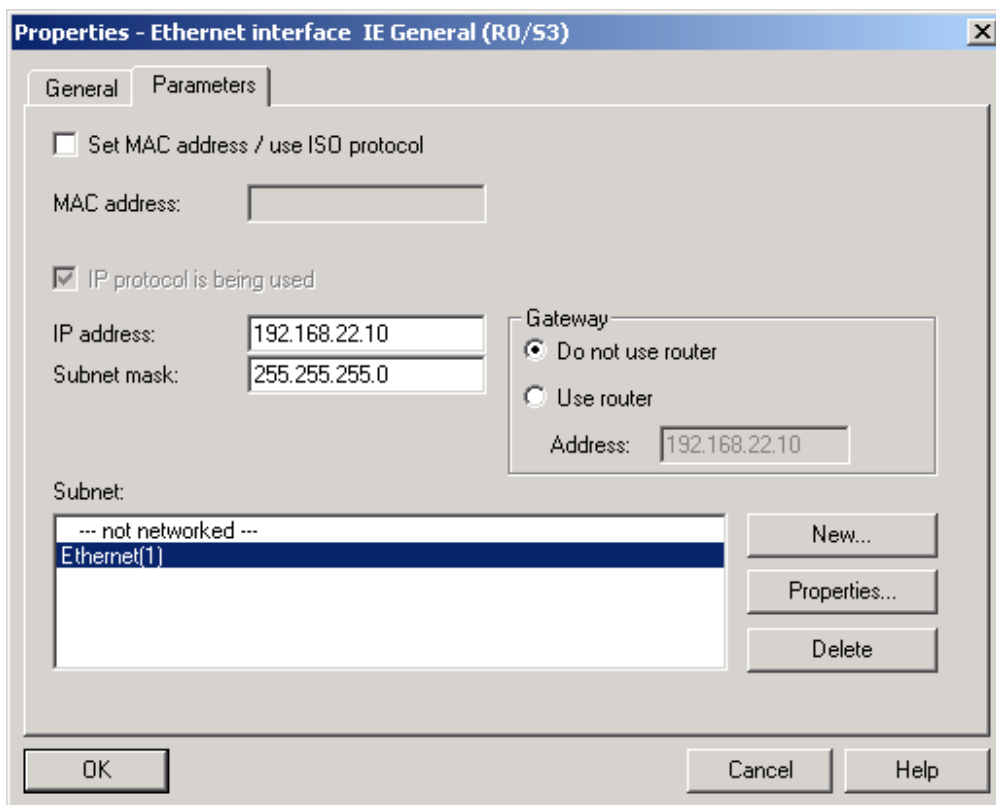 Properties - Ethernet interface IE General (R0/S3)
General Parameters
Set MAC address / use ISO protocol
MAC address:
IP protocol is being used
IP address: 192.168.22.10
Subnet mask: 255.255.255.0
Gateway
Do not use router
Use router
Address: 192.168.22.10
Subnet:
--- not networked ---
Ethernet(1)
New...
Properties...
Delete
OK Cancel Help